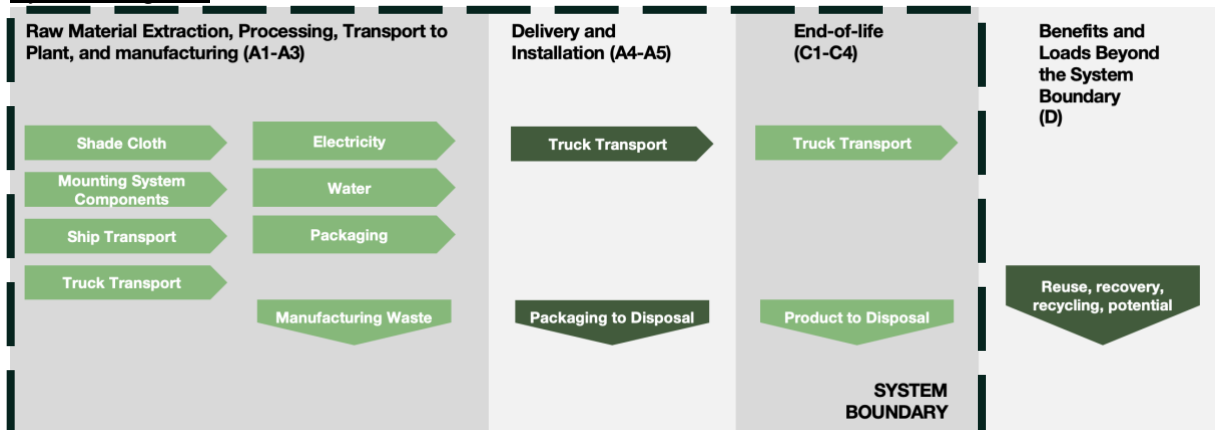 Raw Material Extraction, Processing, Transport to
Plant, and manufacturing (A1-A3)
Shade Cloth
Mounting System
Components
Ship Transport
Truck Transport
Electricity
Water
Packaging
Manufacturing Waste
Delivery and
Installation (A4-A5)
Truck Transport
Packaging to Disposal
End-of-life
(C1-C4)
Truck Transport
Product to Disposal
SYSTEM
BOUNDARY
Benefits and
Loads Beyond
the System
Boundary
(D)
Reuse, recovery,
recycling, potential